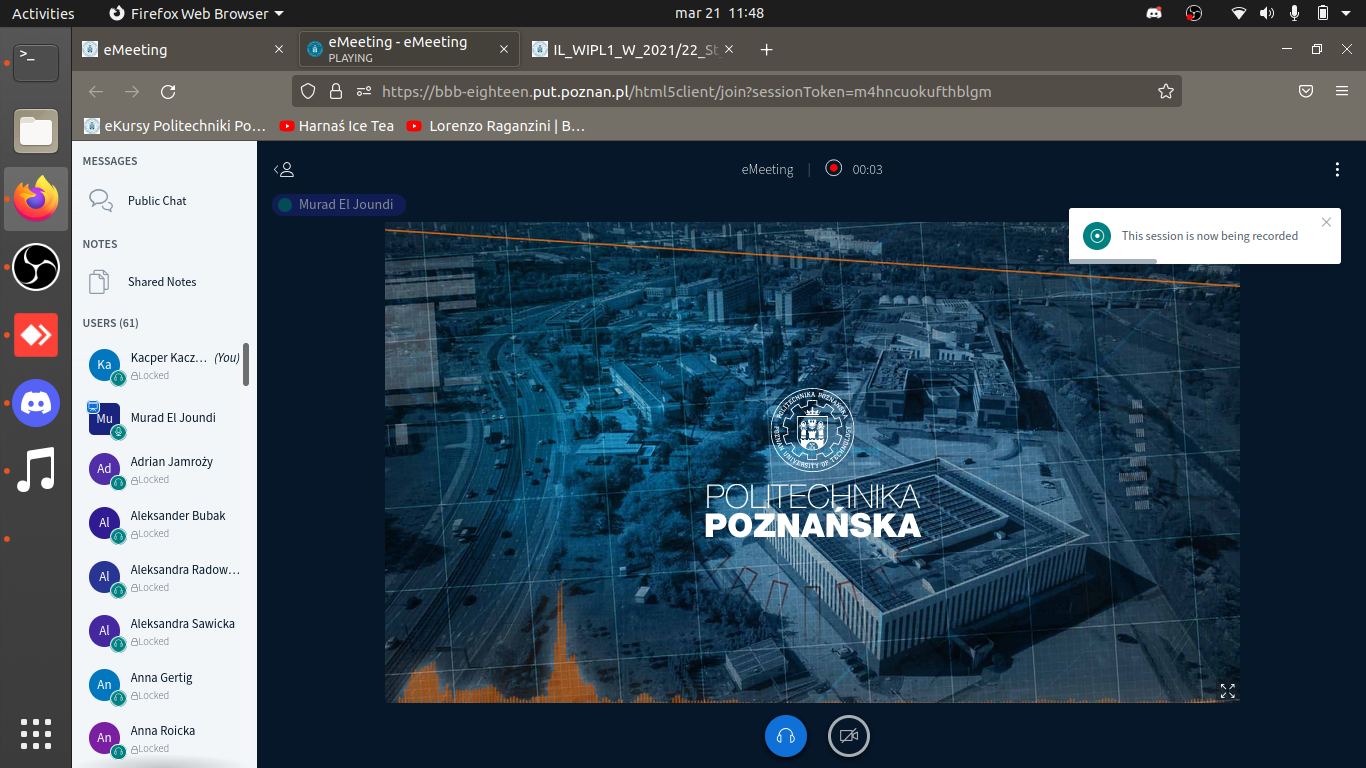 Activities
Firefox Web Browser
mar 21 11:48
eMeeting
eMeeting - eMeeting
PLAYING
IL_WIPL1_W_2021/22_St
https://bbb-eighteen.put.poznan.pl/html5client/join?sessionToken=m4hncuokufthblgm
eKursy Politechniki Po…
Harnaś Ice Tea
Lorenzo Raganzini | B…
MESSAGES
Public Chat
NOTES
Shared Notes
USERS (61)
Ka
Kacper Kacz… (You)
Locked
Mu
Murad El Joundi
Ad
Adrian Jamroży
Locked
Al
Aleksander Bubak
Locked
Al
Aleksandra Radow…
Locked
Al
Aleksandra Sawicka
Locked
An
Anna Gertig
Locked
An
Anna Roicka
Locked
eMeeting
00:03
Murad El Joundi
This session is now being recorded
POLITECHNIKA POZNAŃSKA
POZNAN UNIVERSITY OF TECHNOLOGY
POLITECHNIKA
POZNAŃSKA